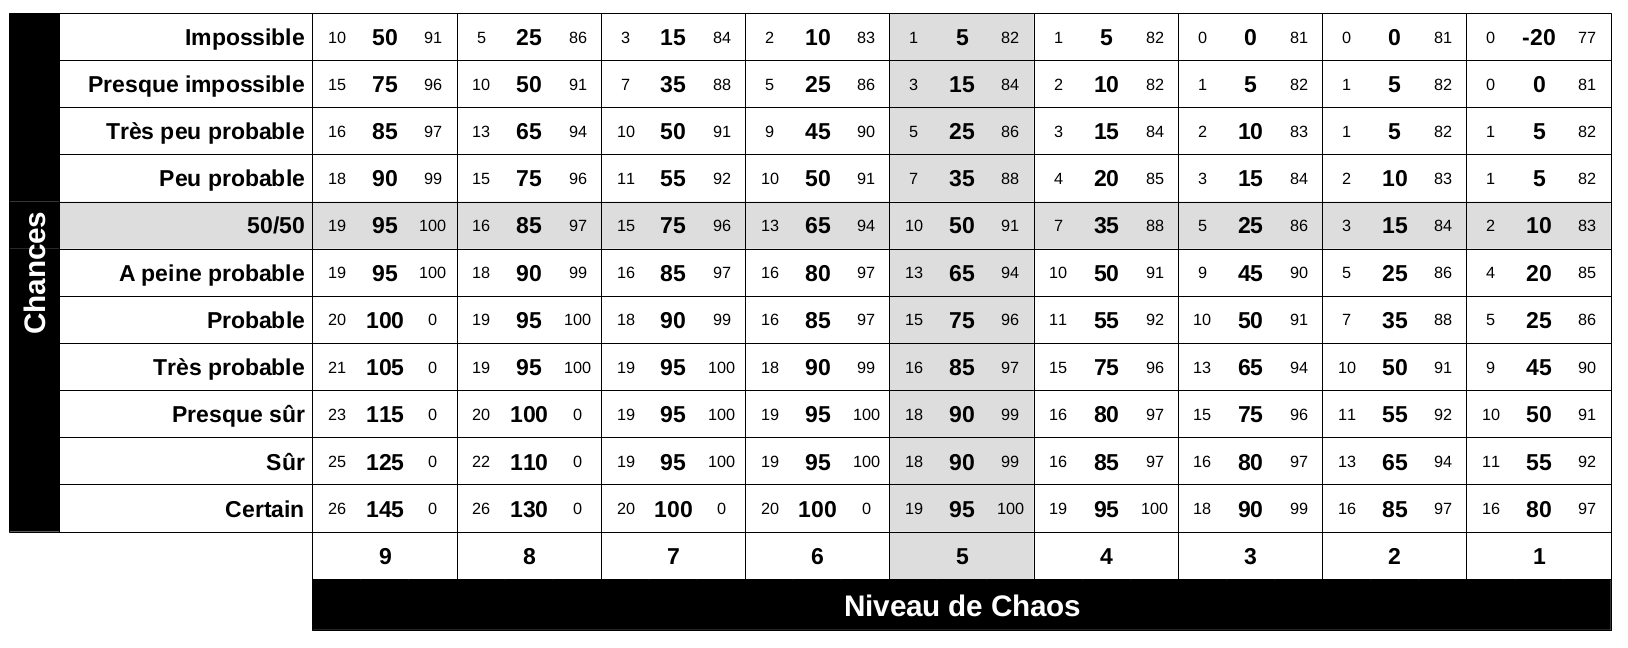 Impossible 10 50 91 5 25 86 3 15 84 2 10 83 1 5 82 1 5 82 0 0 81 0 0 81 0 -20 77
Presque impossible 15 75 96 10 50 91 7 35 88 5 25 86 3 15 84 2 10 82 1 5 82 1 5 82 0 0 81
Très peu probable 16 85 97 13 65 94 10 50 91 9 45 90 5 25 86 3 15 84 2 10 83 1 5 82 1 5 82
Peu probable 18 90 99 15 75 96 11 55 92 10 50 91 7 35 88 4 20 85 3 15 84 2 10 83 1 5 82
50/50 19 95 100 16 85 97 15 75 96 13 65 94 10 50 91 7 35 88 5 25 86 3 15 84 2 10 83
A peine probable 19 95 100 18 90 99 16 85 97 16 80 97 13 65 94 10 50 91 9 45 90 5 25 86 4 20 85
Chances
Probable 20 100 0 19 95 100 18 90 99 16 85 97 15 75 96 11 55 92 10 50 91 7 35 88 5 25 86
Très probable 21 105 0 19 95 100 19 95 100 18 90 99 16 85 97 15 75 96 13 65 94 10 50 91 9 45 90
Presque sûr 23 115 0 20 100 0 19 95 100 19 95 100 18 90 99 16 80 97 15 75 96 11 55 92 10 50 91
Sûr 25 125 0 22 110 0 19 95 100 19 95 100 18 90 99 16 85 97 16 80 97 13 65 94 11 55 92
Certain 26 145 0 26 130 0 20 100 0 20 100 0 19 95 100 19 95 100 18 90 99 16 85 97 16 80 97
9 8 7 6 5 4 3 2 1
Niveau de Chaos